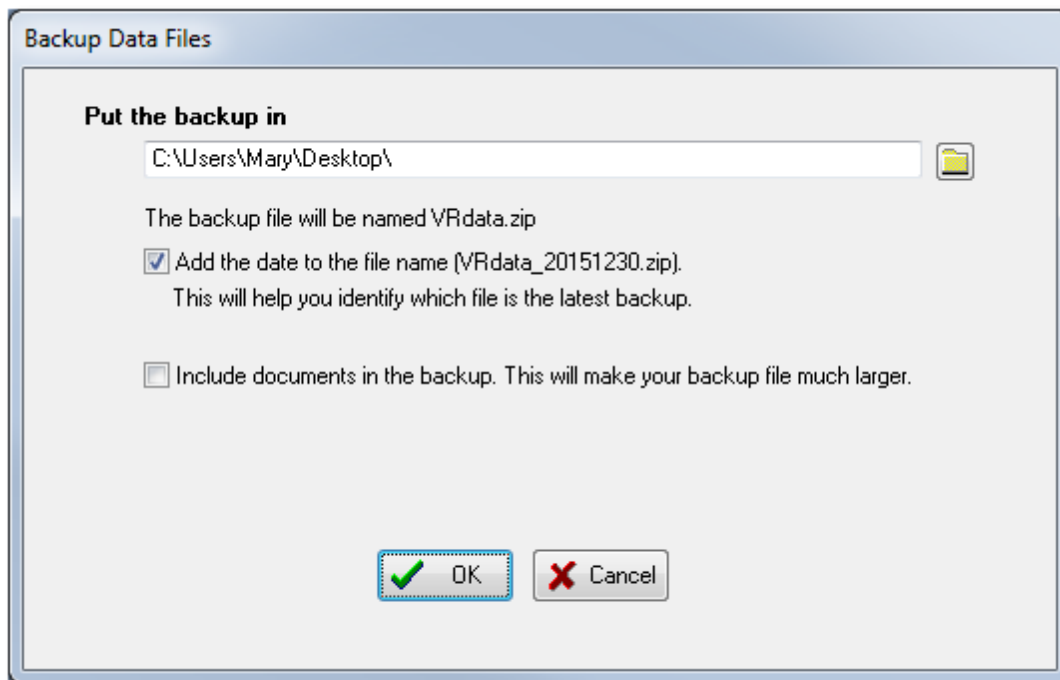 Backup Data Files
Put the backup in
C:\Users\Mary\Desktop\
The backup file will be named VRdata.zip
Add the date to the file name (VRdata_20151230.zip).
This will help you identify which file is the latest backup.
Include documents in the backup. This will make your backup file much larger.
OK
Cancel